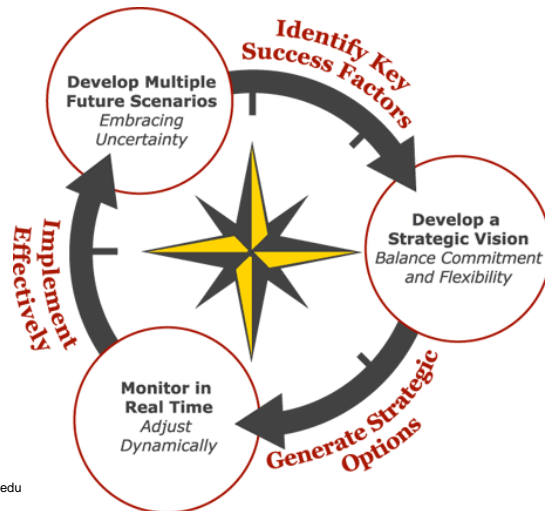 Develop Multiple
Future Scenarios
Embracing
Uncertainty
Identify Key
Success Factors
Develop a
Strategic Vision
Balance Commitment
and Flexibility
Generate Strategic
Options
Monitor in
Real Time
Adjust
Dynamically
Implement
Effectively
edu